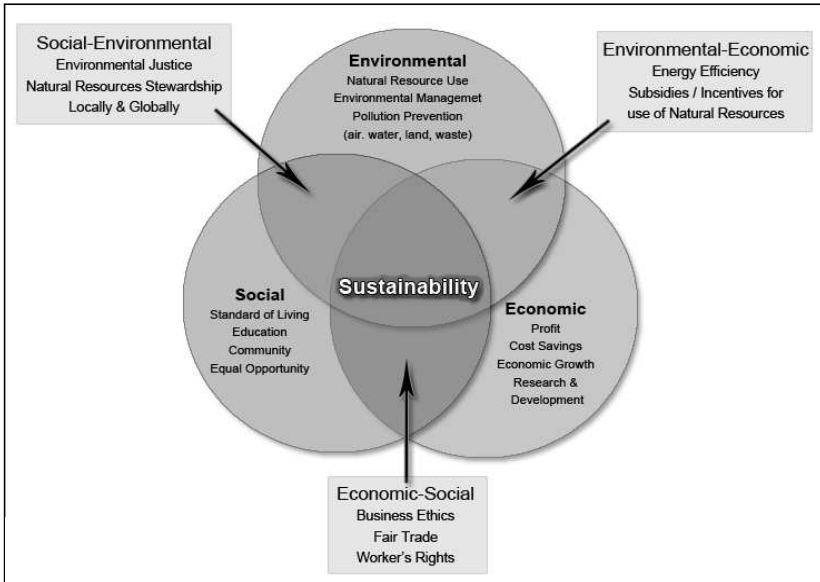 Social-Environmental
Environmental Justice
Natural Resources Stewardship
Locally & Globally
Environmental
Natural Resource Use
Environmental Managemet
Pollution Prevention
(air. water, land, waste)
Environmental-Economic
Energy Efficiency
Subsidies / Incentives for
use of Natural Resources
Sustainability
Social
Standard of Living
Education
Community
Equal Opportunity
Economic
Profit
Cost Savings
Economic Growth
Research &
Development
Economic-Social
Business Ethics
Fair Trade
Worker's Rights